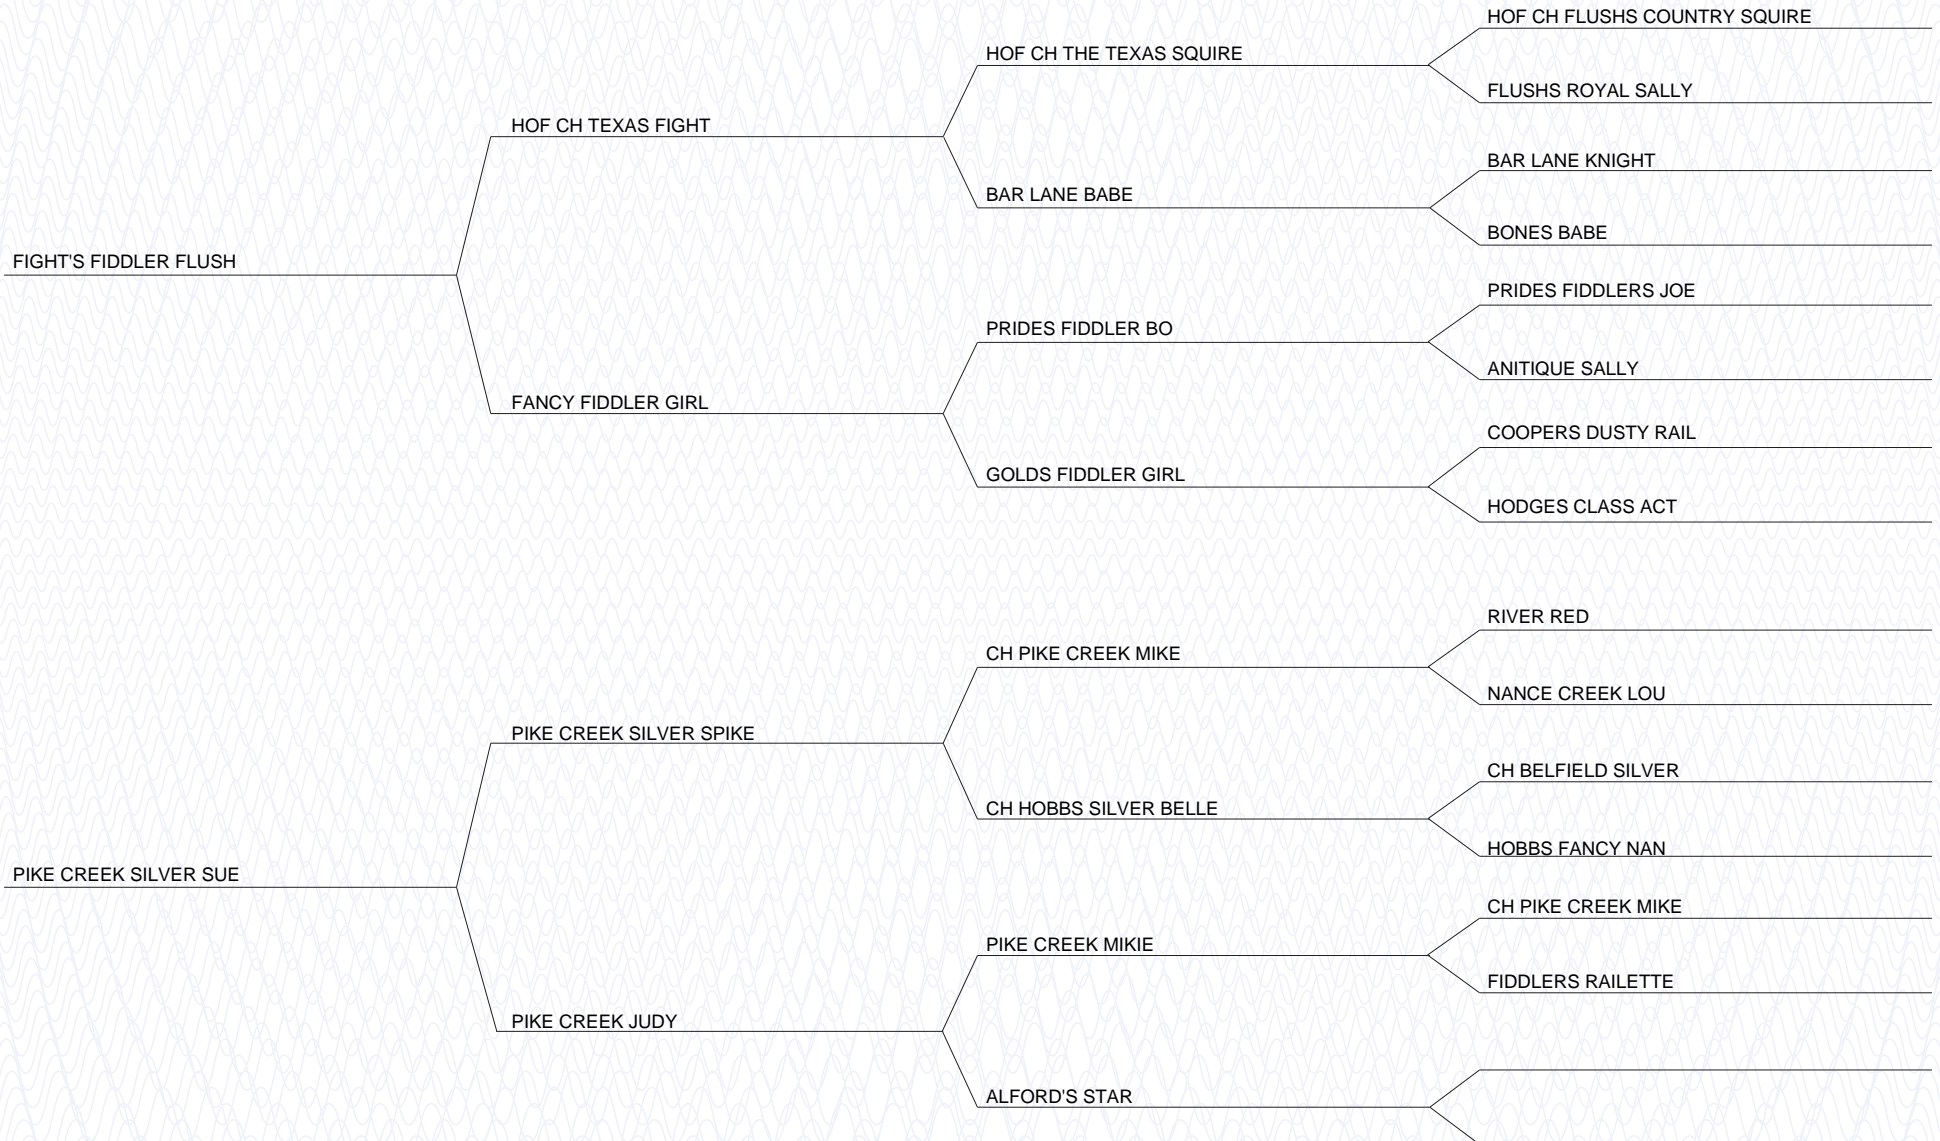 HOF CH FLUSHS COUNTRY SQUIRE
HOF CH THE TEXAS SQUIRE
FLUSHS ROYAL SALLY
HOF CH TEXAS FIGHT
BAR LANE KNIGHT
BAR LANE BABE
BONES BABE
FIGHT'S FIDDLER FLUSH
PRIDES FIDDLERS JOE
PRIDES FIDDLER BO
ANITIQUE SALLY
FANCY FIDDLER GIRL
COOPERS DUSTY RAIL
GOLDS FIDDLER GIRL
HODGES CLASS ACT
RIVER RED
CH PIKE CREEK MIKE
NANCE CREEK LOU
PIKE CREEK SILVER SPIKE
CH BELFIELD SILVER
CH HOBBS SILVER BELLE
HOBBS FANCY NAN
PIKE CREEK SILVER SUE
CH PIKE CREEK MIKE
PIKE CREEK MIKIE
FIDDLERS RAILETTE
PIKE CREEK JUDY
ALFORD'S STAR